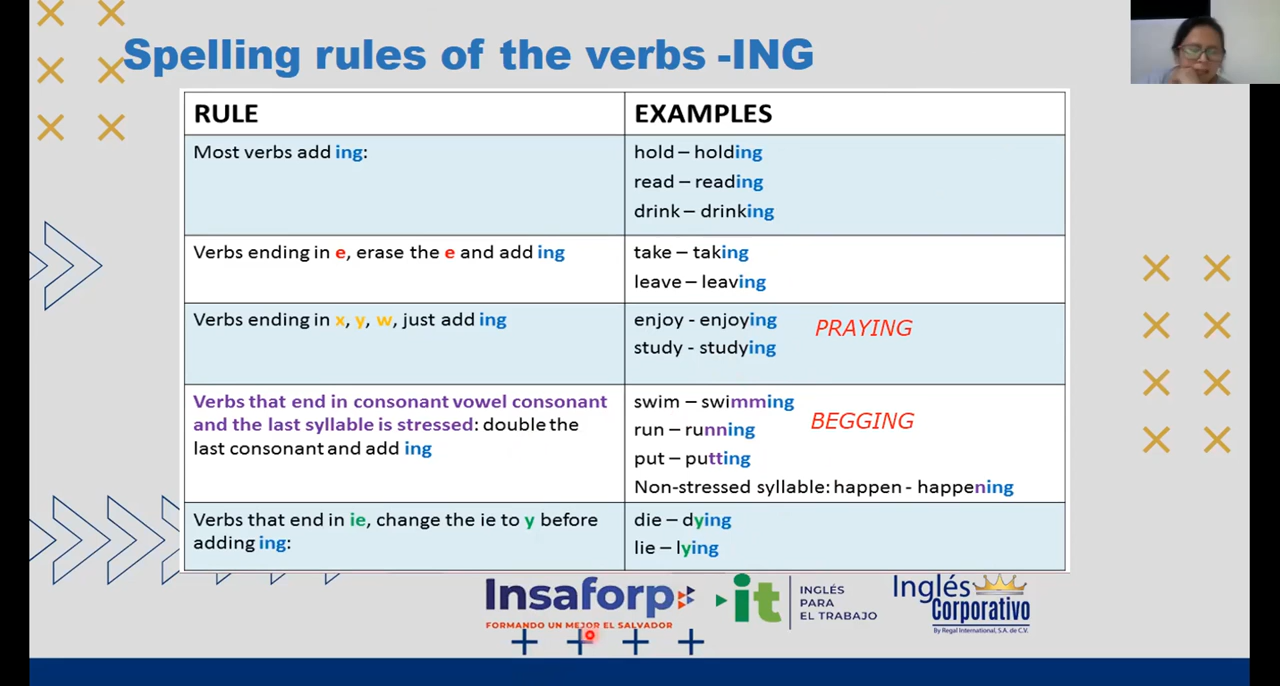 Spelling rules of the verbs -ING
RULE
EXAMPLES
Most verbs add ing:
hold – holding
read – reading
drink – drinking
Verbs ending in e, erase the e and add ing
take – taking
leave – leaving
Verbs ending in x, y, w, just add ing
enjoy - enjoying
PRAYING
study - studying
Verbs that end in consonant vowel consonant
and the last syllable is stressed: double the
last consonant and add ing
swim – swimming
BEGGING
run – running
put – putting
Non-stressed syllable: happen - happening
Verbs that end in ie, change the ie to y before
adding ing:
die – dying
lie – lying
Insaforp
FORMANDO UN MEJOR EL SALVADOR
it
INGLÉS
PARA
EL TRABAJO
Inglés
Corporativo
By Regal International, S.A. de C.V.